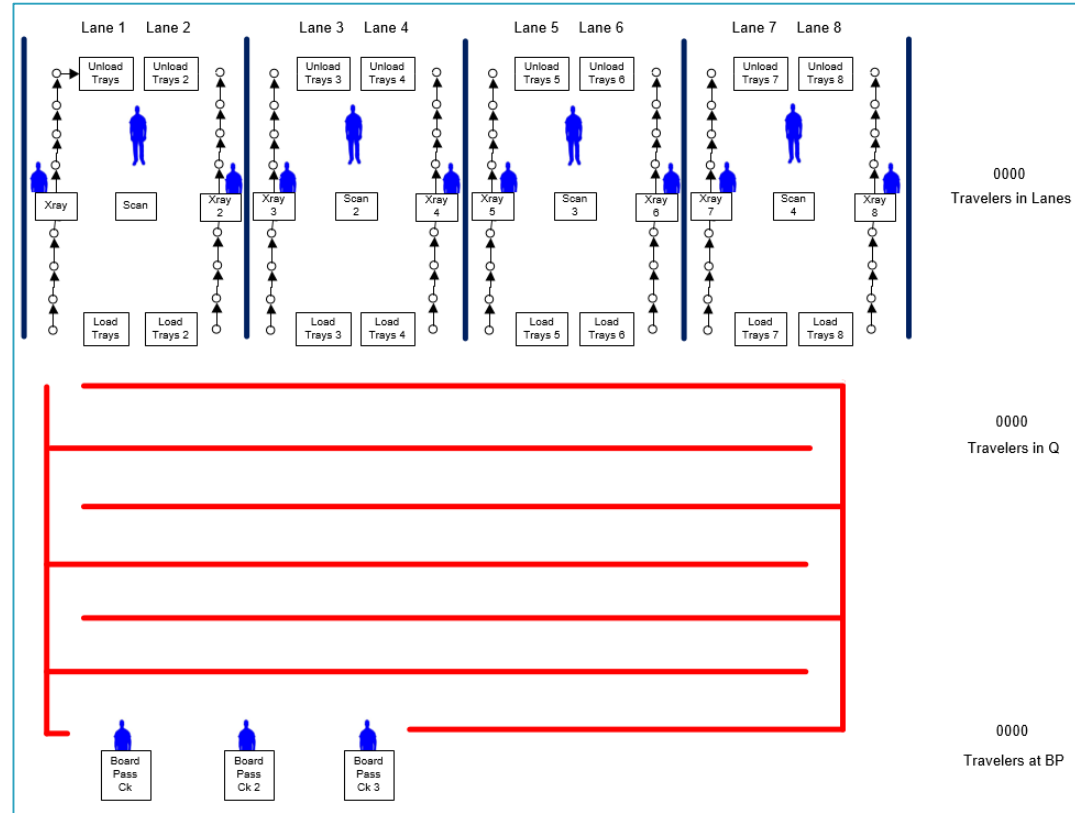 Lane 1 Lane 2 Lane 3 Lane 4 Lane 5 Lane 6 Lane 7 Lane 8
Unload
Trays
Unload
Trays 2
Unload
Trays 3
Unload
Trays 4
Unload
Trays 5
Unload
Trays 6
Unload
Trays 7
Unload
Trays 8
Xray
Scan
Xray
2
Xray
3
Scan
2
Xray
4
Xray
5
Scan
3
Xray
6
Xray
7
Scan
4
Xray
8
0000
Travelers in Lanes
Load
Trays
Load
Trays 2
Load
Trays 3
Load
Trays 4
Load
Trays 5
Load
Trays 6
Load
Trays 7
Load
Trays 8
0000
Travelers in Q
Board
Pass
Ck
Board
Pass
Ck 2
Board
Pass
Ck 3
0000
Travelers at BP